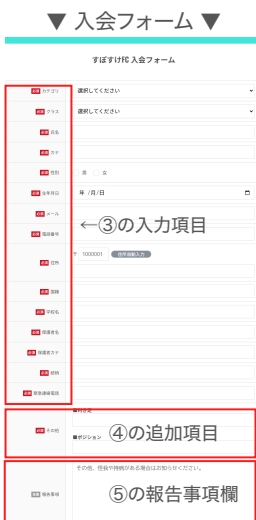 ▼ 入会フォーム ▼
すぽすけFC 入会フォーム
必須 カテゴリ 選択してください
必須 クラス 選択してください
必須 氏名
必須 カナ
必須 性別 男 女
必須 生年月日 年 /月/日
必須 メール
←③の入力項目
必須 電話番号
〒 1000001 住所自動入力
必須 住所
必須 国籍
必須 学校名
必須 保護者名
必須 保護者カナ
必須 続柄
必須 緊急連絡電話
■利き足
必須 その他
④の追加項目
■ポジション
その他、怪我や持病がある場合はお知らせください。
報告事項
⑤の報告事項欄